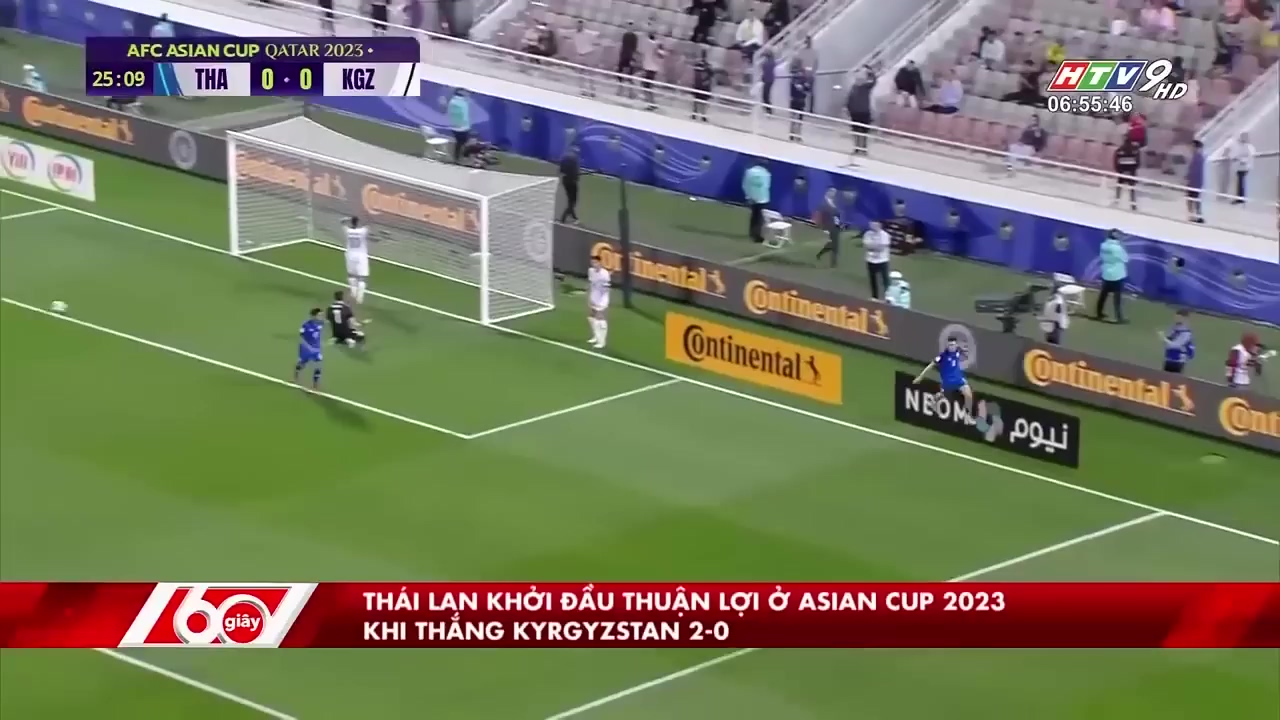 AFC ASIAN CUP QATAR 2023
25:09 THA 0 - 0 KGZ
HTV9 HD
06:55:46
Continental
Continental
Continental
Continental
Continental
Continental
Continental
NEOM نيوم
60 giây
THÁI LAN KHỞI ĐẦU THUẬN LỢI Ở ASIAN CUP 2023
KHI THẮNG KYRGYZSTAN 2-0